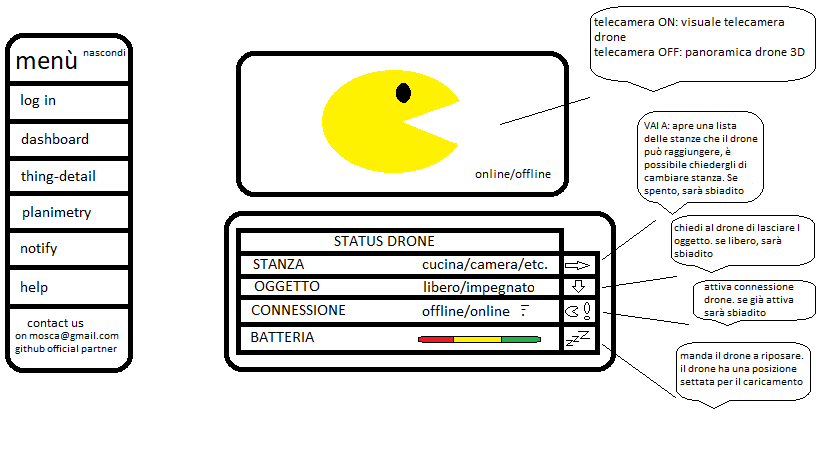 menù nascondi
log in
dashboard
thing-detail
planimetry
notify
help
contact us
on mosca@gmail.com
github official partner
online/offline
telecamera ON: visuale telecamera
drone
telecamera OFF: panoramica drone 3D
STATUS DRONE
STANZA cucina/camera/etc.
OGGETTO libero/impegnato
CONNESSIONE offline/online
BATTERIA
zzz
VAI A: apre una lista
delle stanze che il drone
può raggiungere, è
possibile chiedergli di
cambiare stanza. Se
spento, sarà sbiadito
chiedi al drone di lasciare l
oggetto. se libero, sarà
sbiadito
attiva connessione
drone. se già attiva
sarà sbiadito
manda il drone a riposare.
il drone ha una posizione
settata per il caricamento